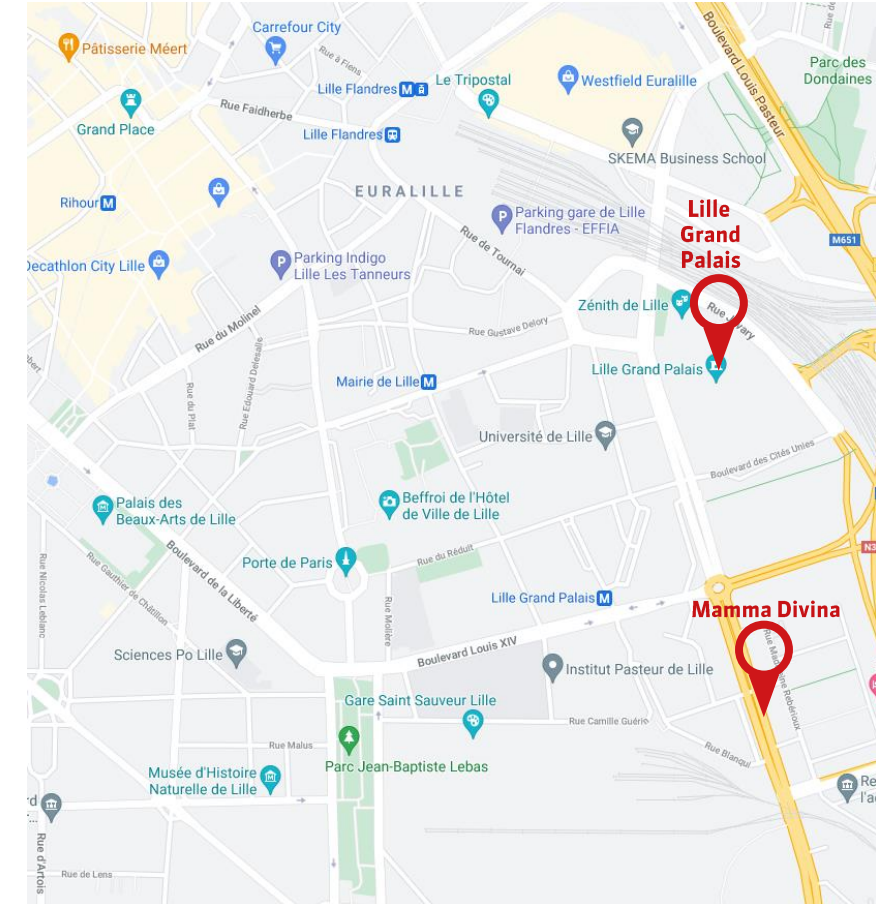 Carrefour City
Pâtisserie Méert
Rue à Fiens
Boulevard Louis Pasteur
Parc des
Dondaines
Lille Flandres M
Le Tripostal
Westfield Euralille
Grand Place
Rue Faidherbe
Lille Flandres
SKEMA Business School
EURALILLE
Rihour M
Lille
Grand
Palais
Parking gare de Lille
Flandres - EFFIA
Rue de Tournai
M651
Decathlon City Lille
Parking Indigo
Lille Les Tanneurs
Zénith de Lille
Rue Javary
Rue du Molinel
Rue Gustave Delory
Rue Edouard Delesalle
Lille Grand Palais
Mairie de Lille M
Rue du Plat
Université de Lille
Boulevard des Cités Unies
Palais des
Beaux-Arts de Lille
Beffroi de l'Hôtel
de Ville de Lille
N3
Porte de Paris
Rue du Réduit
Rue Nicolas Leblanc
Rue Gauthier de Châtillon
Boulevard de la Liberté
Rue Molière
Lille Grand Palais M
Mamma Divina
Sciences Po Lille
Boulevard Louis XIV
Institut Pasteur de Lille
Rue Madeleine Rebérioux
Gare Saint Sauveur Lille
Rue Camille Guérin
Rue Malus
Rue Blanqui
Parc Jean-Baptiste Lebas
Musée d'Histoire
Naturelle de Lille
Re
l'a
Rue d'Artois
Rue de Lens